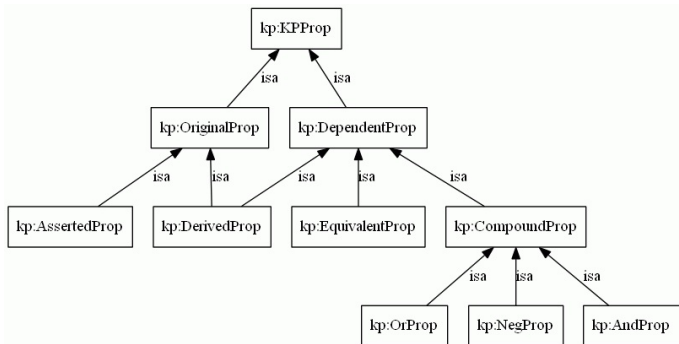 kp:KPProp
isa
isa
kp:OriginalProp
kp:DependentProp
isa
isa
isa
isa
isa
kp:AssertedProp
kp:DerivedProp
kp:EquivalentProp
kp:CompoundProp
isa
isa
isa
kp:OrProp
kp:NegProp
kp:AndProp